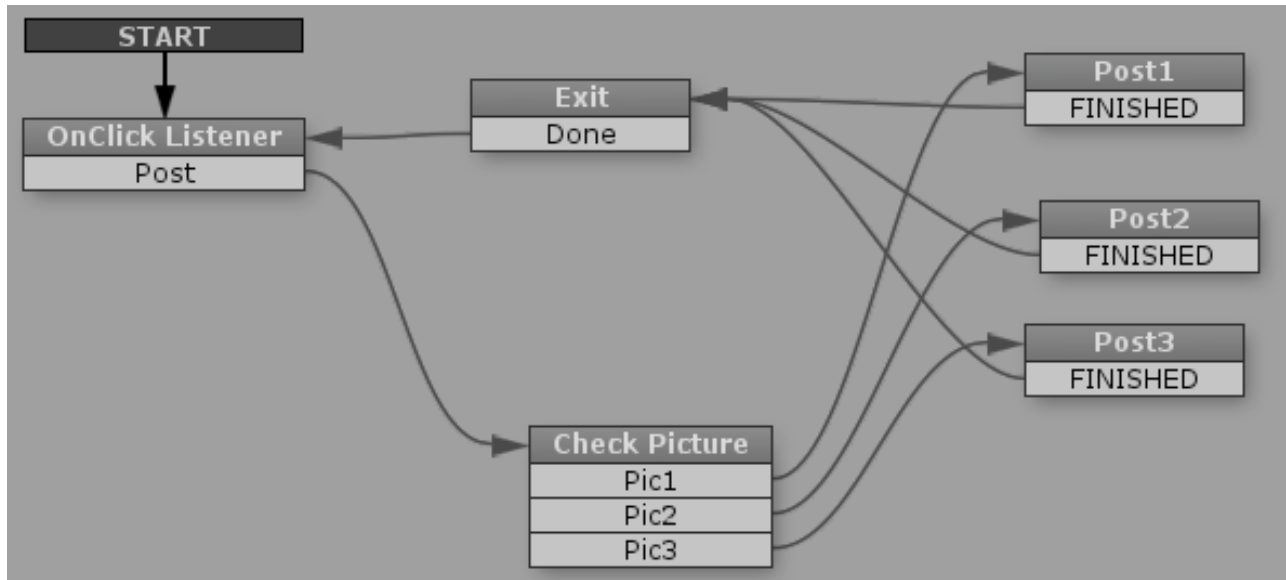 START
OnClick Listener
Post
Exit
Done
Post1
FINISHED
Post2
FINISHED
Post3
FINISHED
Check Picture
Pic1
Pic2
Pic3